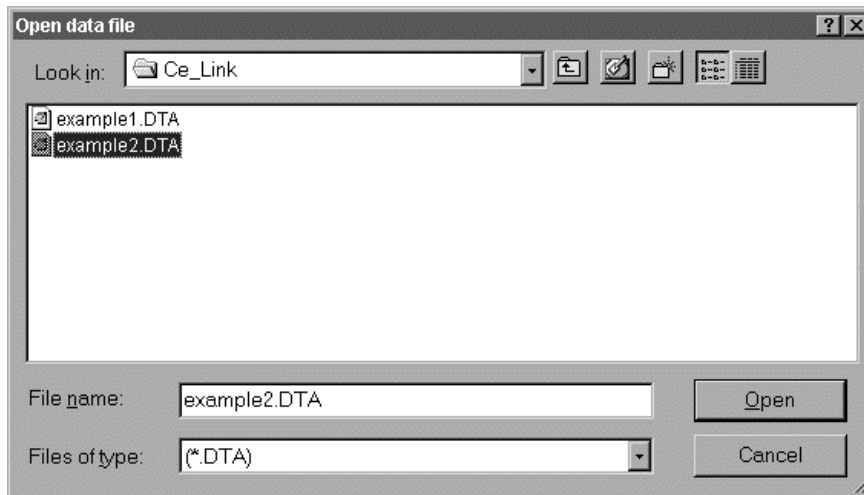 Open data file
Look in: Ce_Link
example1.DTA
example2.DTA
File name: example2.DTA Open
Files of type: (*.DTA) Cancel